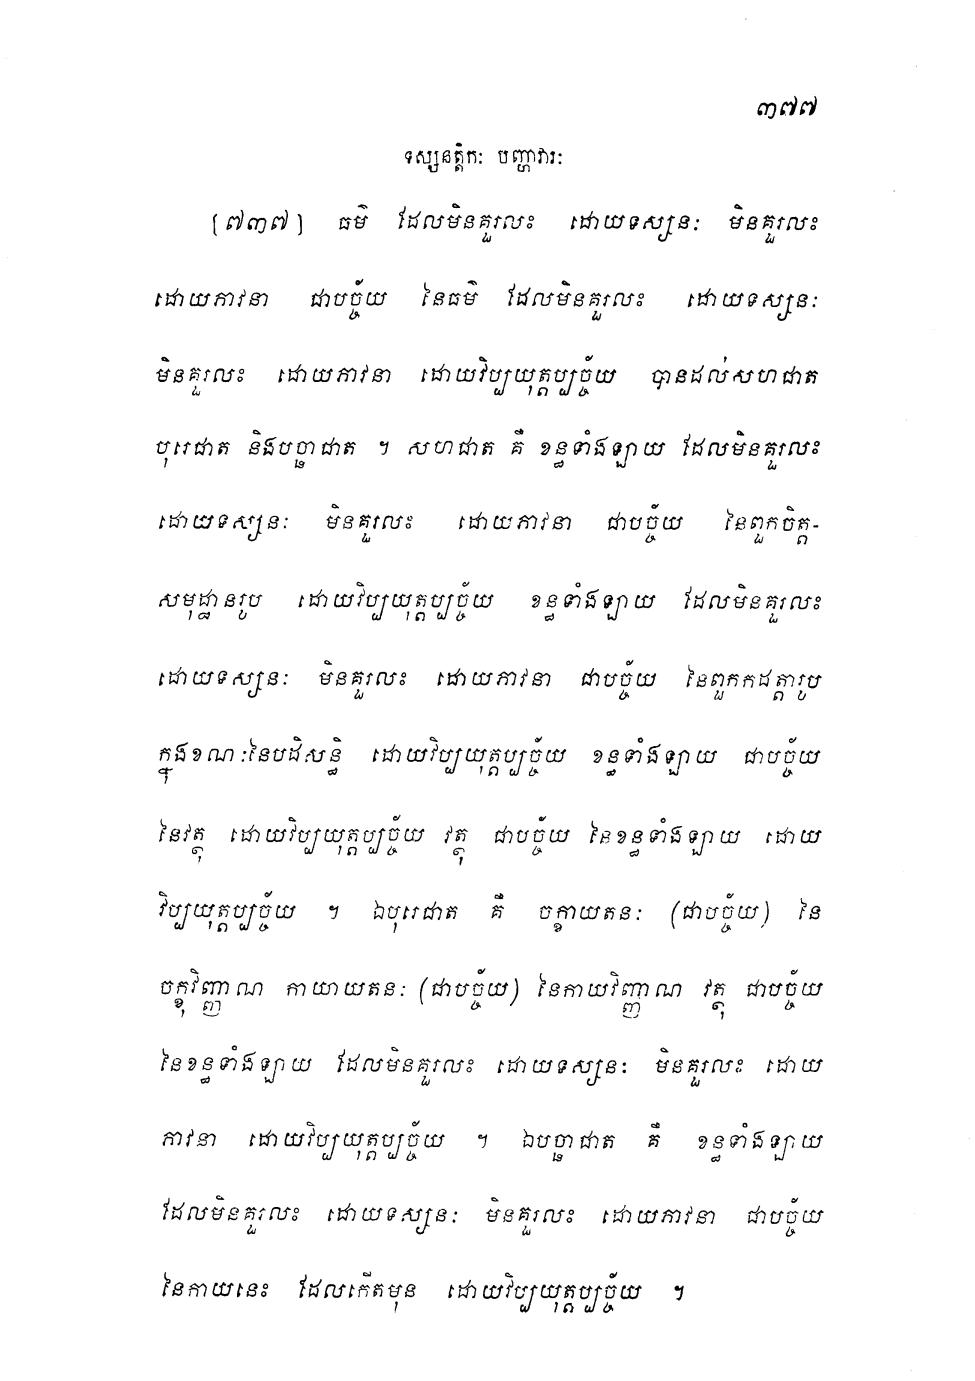 ៣៧៧
ទស្សនត្តិកៈ បញ្ហាវារៈ
[៧៣៧] ធម៌ ដែលមិនគួរលះ ដោយទស្សនៈ មិនគួរលះ
ដោយភាវនា ជាបច្ច័យ នៃធម៌ ដែលមិនគួរលះ ដោយទស្សនៈ
មិនគួរលះ ដោយភាវនា ដោយវិប្បយុត្តប្បច្ច័យ បានដល់សហជាត
បុរេជាត និងបច្ឆាជាត ។ សហជាត គឺ ខន្ធទាំងឡាយ ដែលមិនគួរលះ
ដោយទស្សនៈ មិនគួរលះ ដោយភាវនា ជាបច្ច័យ នៃពួកចិត្ត-
សមុដ្ឋានរូប ដោយវិប្បយុត្តប្បច្ច័យ ខន្ធទាំងឡាយ ដែលមិនគួរលះ
ដោយទស្សនៈ មិនគួរលះ ដោយភាវនា ជាបច្ច័យ នៃពួកកដត្តារូប
ក្នុងខណៈនៃបដិសន្ធិ ដោយវិប្បយុត្តប្បច្ច័យ ខន្ធទាំងឡាយ ជាបច្ច័យ
នៃវត្ថុ ដោយវិប្បយុត្តប្បច្ច័យ វត្ថុ ជាបច្ច័យ នៃខន្ធទាំងឡាយ ដោយ
វិប្បយុត្តប្បច្ច័យ ។ ឯបុរេជាត គឺ ចក្ខាយតនៈ (ជាបច្ច័យ) នៃ
ចក្ខុវិញ្ញាណ កាយាយតនៈ (ជាបច្ច័យ) នៃកាយវិញ្ញាណ វត្ថុ ជាបច្ច័យ
នៃខន្ធទាំងឡាយ ដែលមិនគួរលះ ដោយទស្សនៈ មិនគួរលះ ដោយ
ភាវនា ដោយវិប្បយុត្តប្បច្ច័យ ។ ឯបច្ឆាជាត គឺ ខន្ធទាំងឡាយ
ដែលមិនគួរលះ ដោយទស្សនៈ មិនគួរលះ ដោយភាវនា ជាបច្ច័យ
នៃកាយនេះ ដែលកើតមុន ដោយវិប្បយុត្តប្បច្ច័យ ។